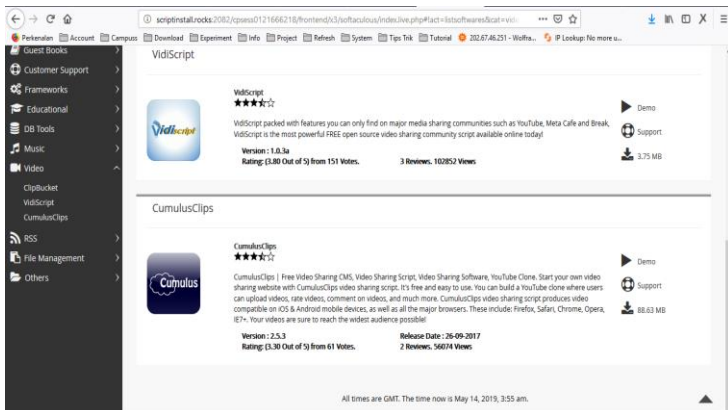 scriptinstall.rocks:2082/cpsess0121666218/frontend/x3/softaculous/index.live.php#?act=listsoftwares&cat=vid
Perkenalan Account Campuss Download Experiment Info Project Refresh System Tips Trik Tutorial 202.67.46.251 - Wolfra... IP Lookup: No more u...
Guest Books
Customer Support
Frameworks
Educational
DB Tools
Music
Video
ClipBucket
VidiScript
CumulusClips
RSS
File Management
Others
VidiScript
Vidiscript
VidiScript
VidiScript packed with features you can only find on major media sharing communities such as YouTube, Meta Cafe and Break,
VidiScript is the most powerful FREE open source video sharing community script available online today!
Version : 1.0.3a
Rating: (3.80 Out of 5) from 151 Votes. 3 Reviews. 102852 Views
Demo
Support
3.75 MB
CumulusClips
Cumulus
CumulusClips
CumulusClips | Free Video Sharing CMS, Video Sharing Script, Video Sharing Software, YouTube Clone. Start your own video
sharing website with CumulusClips video sharing script. It's free and easy to use. You can build a YouTube clone where users
can upload videos, rate videos, comment on videos, and much more. CumulusClips video sharing script produces video
compatible on iOS & Android mobile devices, as well as all the major browsers. These include: Firefox, Safari, Chrome, Opera,
IE7+. Your videos are sure to reach the widest audience possible!
Version : 2.5.3 Release Date : 26-09-2017
Rating: (3.30 Out of 5) from 61 Votes. 2 Reviews. 56074 Views
Demo
Support
88.63 MB
All times are GMT. The time now is May 14, 2019, 3:55 am.